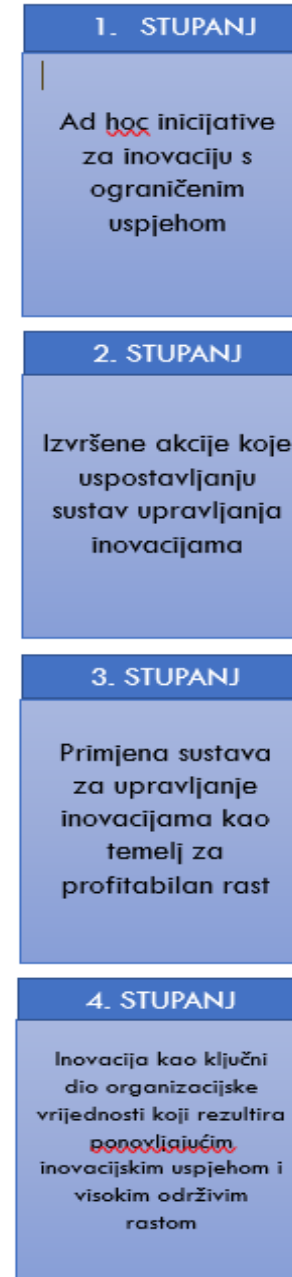 1. STUPANJ
Ad hoc inicijative
za inovaciju s
ograničenim
uspjehom
2. STUPANJ
Izvršene akcije koje
uspostavljanju
sustav upravljanja
inovacijama
3. STUPANJ
Primjena sustava
za upravljanje
inovacijama kao
temelj za
profitabilan rast
4. STUPANJ
Inovacija kao ključni
dio organizacijske
vrijednosti koji rezultira
ponovljajućim
inovacijskim uspjehom i
visokim održivim
rastom